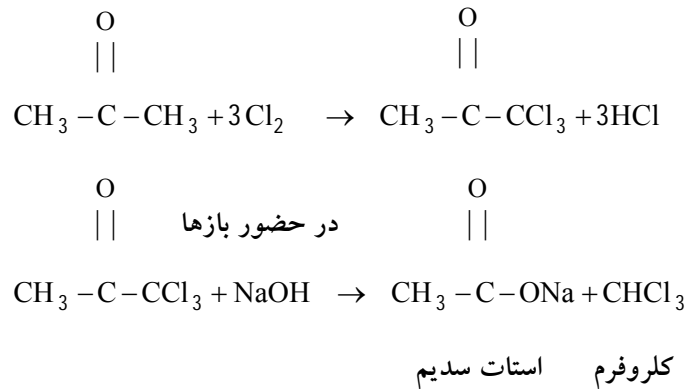 O
||
CH3 – C – CH3 + 3Cl2 → CH3 – C – CCl3 + 3HCl
O
||
O
|| در حضور بازها
CH3 – C – CCl3 + NaOH → CH3 – C – ONa + CHCl3
O
||
استات سدیم کلروفرم